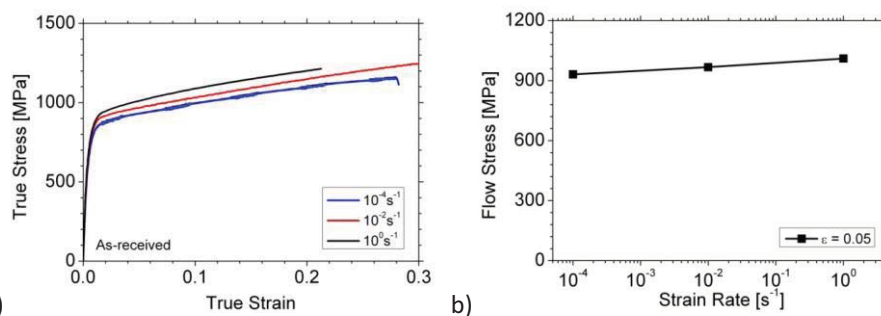 1500
1000
500
0
0.0
0.1
0.2
0.3
True Stress [MPa]
True Strain
As-received
10⁻⁴s⁻¹
10⁻²s⁻¹
10⁰s⁻¹
)
b)
1200
900
600
300
0
10⁻⁴
10⁻³
10⁻²
10⁻¹
10⁰
Flow Stress [MPa]
Strain Rate [s⁻¹]
ε = 0.05